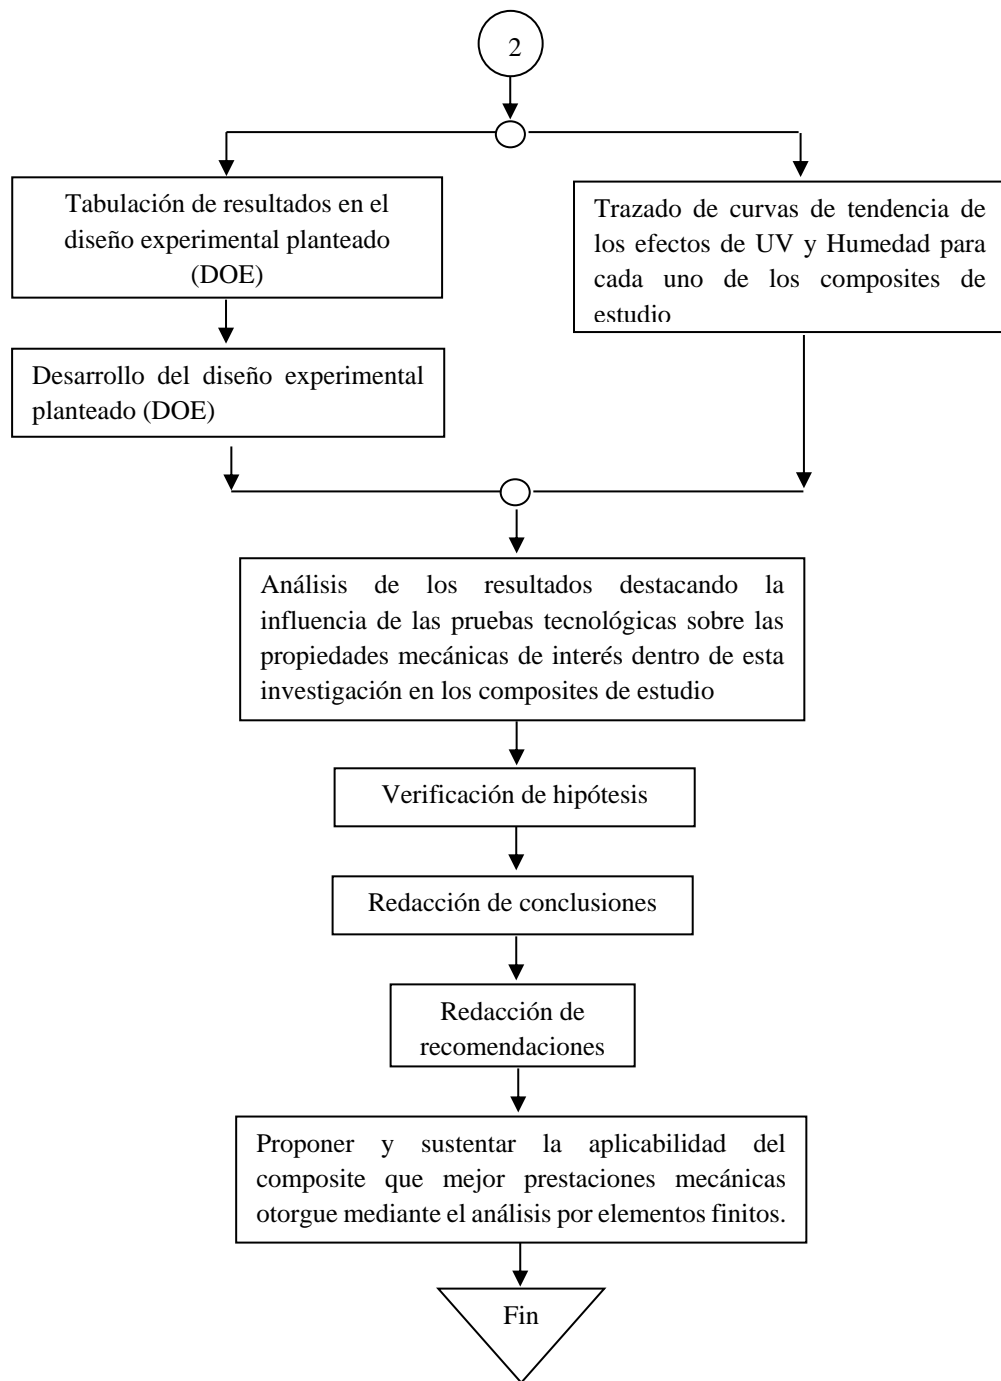 2
Tabulación de resultados en el
diseño experimental planteado
(DOE)
Trazado de curvas de tendencia de
los efectos de UV y Humedad para
cada uno de los composites de
estudio
Desarrollo del diseño experimental
planteado (DOE)
Análisis de los resultados destacando la
influencia de las pruebas tecnológicas sobre las
propiedades mecánicas de interés dentro de esta
investigación en los composites de estudio
Verificación de hipótesis
Redacción de conclusiones
Redacción de
recomendaciones
Proponer y sustentar la aplicabilidad del
composite que mejor prestaciones mecánicas
otorgue mediante el análisis por elementos finitos.
Fin